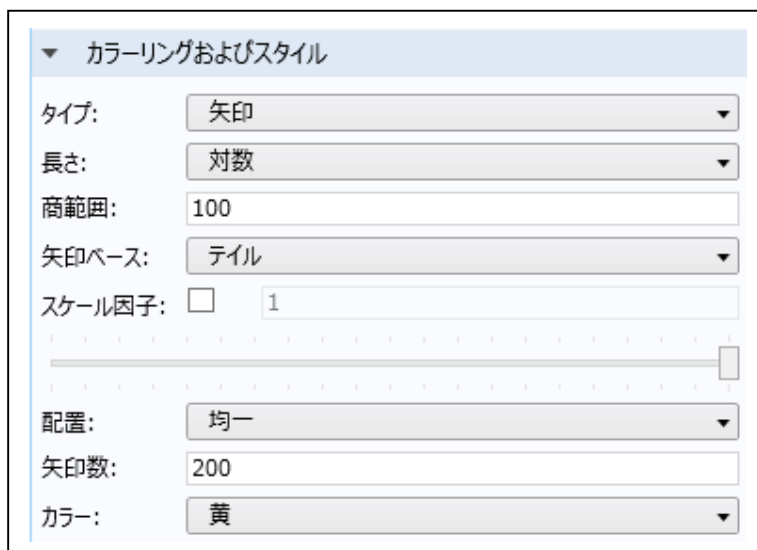 カラーリングおよびスタイル
タイプ: 矢印
長さ: 対数
商範囲: 100
矢印ベース: テイル
スケール因子: 1
配置: 均一
矢印数: 200
カラー: 黄